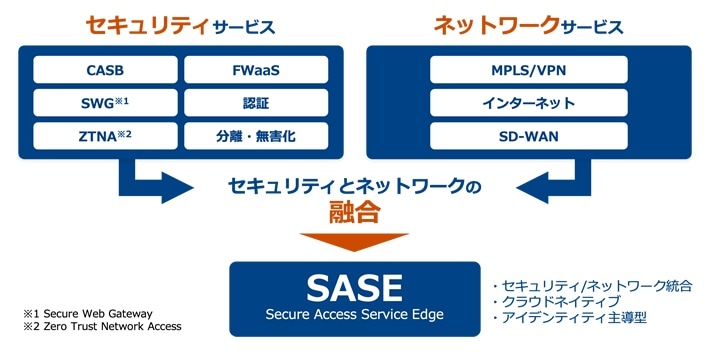 セキュリティサービス
CASB
FWaaS
SWG※1
認証
ZTNA※2
分離・無害化
ネットワークサービス
MPLS/VPN
インターネット
SD-WAN
セキュリティとネットワークの
融合
SASE
Secure Access Service Edge
・セキュリティ/ネットワーク統合
・クラウドネイティブ
・アイデンティティ主導型
※1 Secure Web Gateway
※2 Zero Trust Network Access